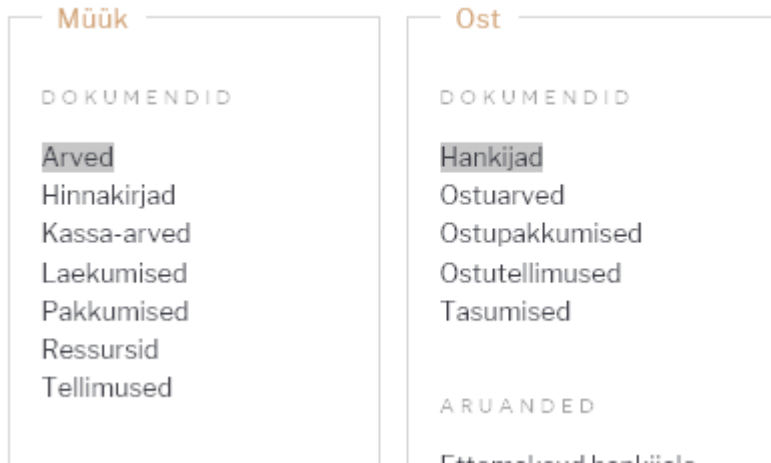 Müük
DOKUMENDID
Arved
Hinnakirjad
Kassa-arved
Laekumised
Pakkumised
Ressursid
Tellimused
Ost
DOKUMENDID
Hankijad
Ostuarved
Ostupakkumised
Ostutellimused
Tasumised
ARUANDED